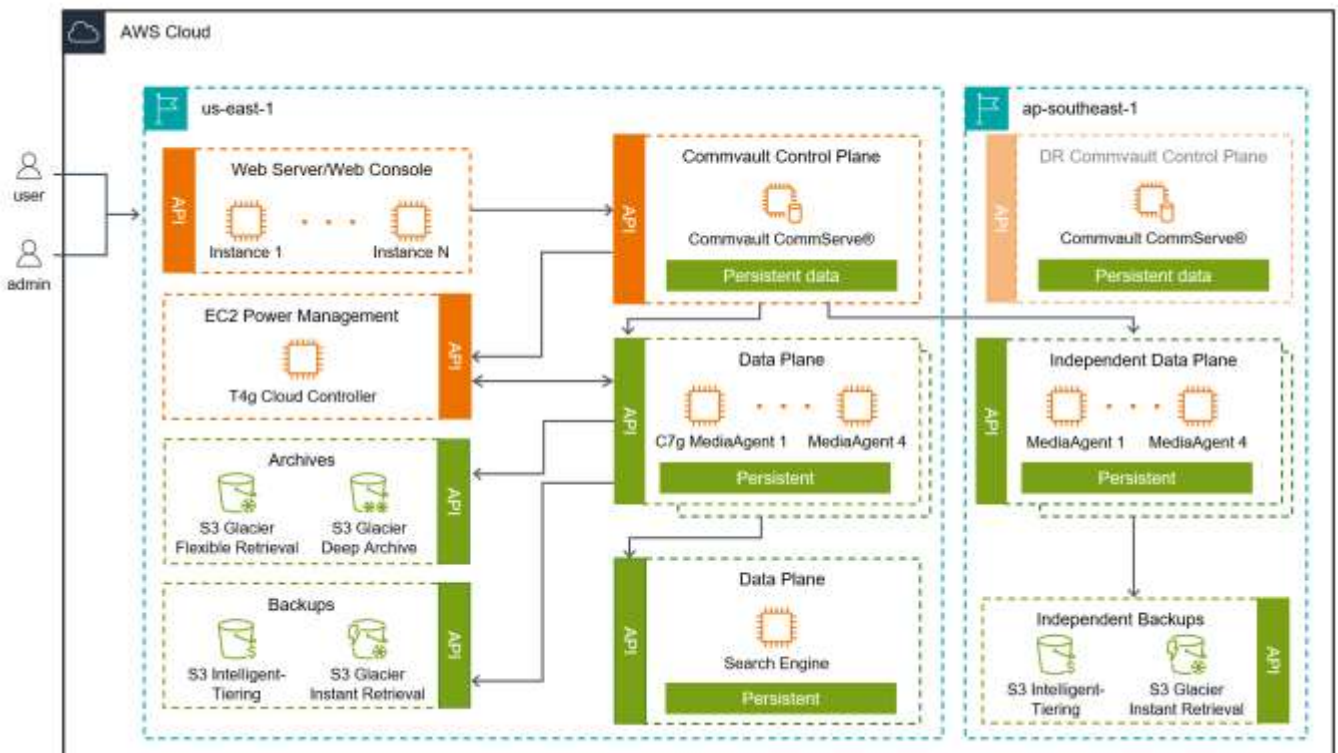 AWS Cloud
us-east-1
ap-southeast-1
user
admin
API
Web Server/Web Console
Instance 1
Instance N
API
Commvault Control Plane
Commvault CommServe®
Persistent data
API
DR Commvault Control Plane
Commvault CommServe®
Persistent data
EC2 Power Management
T4g Cloud Controller
API
API
Data Plane
C7g MediaAgent 1
MediaAgent 4
Persistent
API
Independent Data Plane
MediaAgent 1
MediaAgent 4
Persistent
Archives
S3 Glacier
Flexible Retrieval
S3 Glacier
Deep Archive
API
Backups
S3 Intelligent-
Tiering
S3 Glacier
Instant Retrieval
API
API
Data Plane
Search Engine
Persistent
Independent Backups
S3 Intelligent-
Tiering
S3 Glacier
Instant Retrieval
API